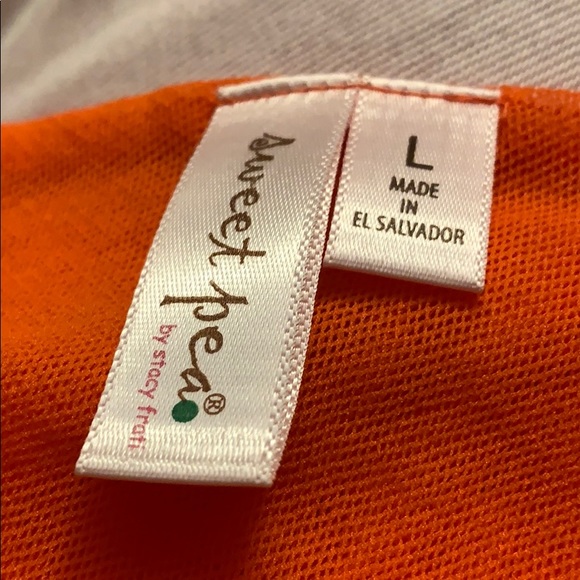 sweet pea®
by stacy frati
L
MADE
IN
EL SALVADOR